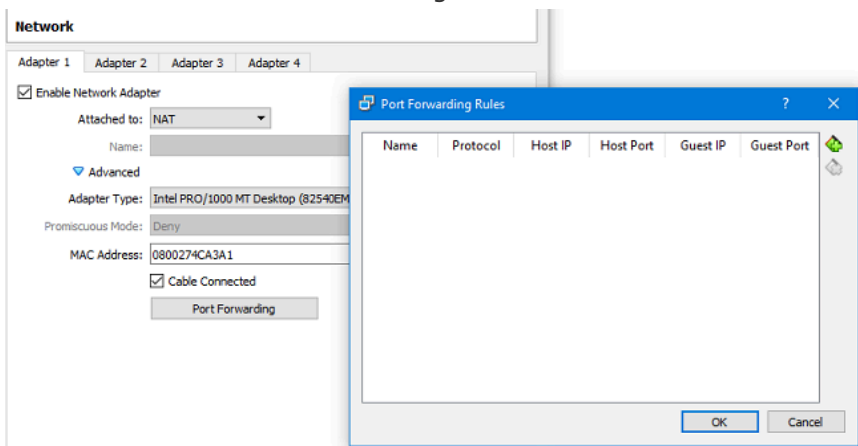 Network
Adapter 1 Adapter 2 Adapter 3 Adapter 4
Enable Network Adapter
Attached to: NAT
Name:
Advanced
Adapter Type: Intel PRO/1000 MT Desktop (82540EM
Promiscuous Mode: Deny
MAC Address: 0800274CA3A1
Cable Connected
Port Forwarding
Port Forwarding Rules ?
Name Protocol Host IP Host Port Guest IP Guest Port
OK Cancel